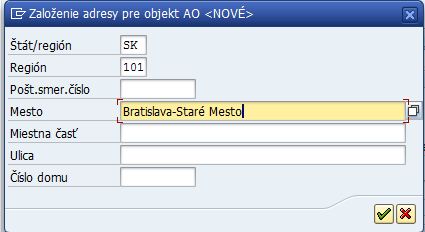 Založenie adresy pre objekt AO <NOVÉ>
Štát/región SK
Región 101
Pošt.smer.číslo
Mesto Bratislava-Staré Mesto
Miestna časť
Ulica
Číslo domu